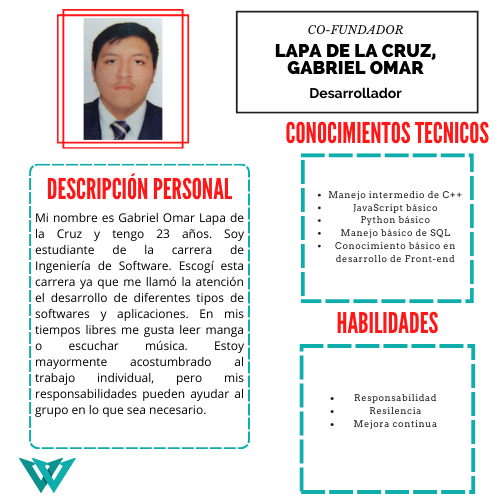 CO-FUNDADOR
LAPA DE LA CRUZ,
GABRIEL OMAR
Desarrollador
CONOCIMIENTOS TECNICOS
• Manejo intermedio de C++
• JavaScript básico
• Python básico
• Manejo básico de SQL
• Conocimiento básico en
desarrollo de Front-end
DESCRIPCIÓN PERSONAL
Mi nombre es Gabriel Omar Lapa de
la Cruz y tengo 23 años. Soy
estudiante de la carrera de
Ingeniería de Software. Escogí esta
carrera ya que me llamó la atención
el desarrollo de diferentes tipos de
softwares y aplicaciones. En mis
tiempos libres me gusta leer manga
o escuchar música. Estoy
mayormente acostumbrado al
trabajo individual, pero mis
responsabilidades pueden ayudar al
grupo en lo que sea necesario.
HABILIDADES
• Responsabilidad
• Resilencia
• Mejora continua